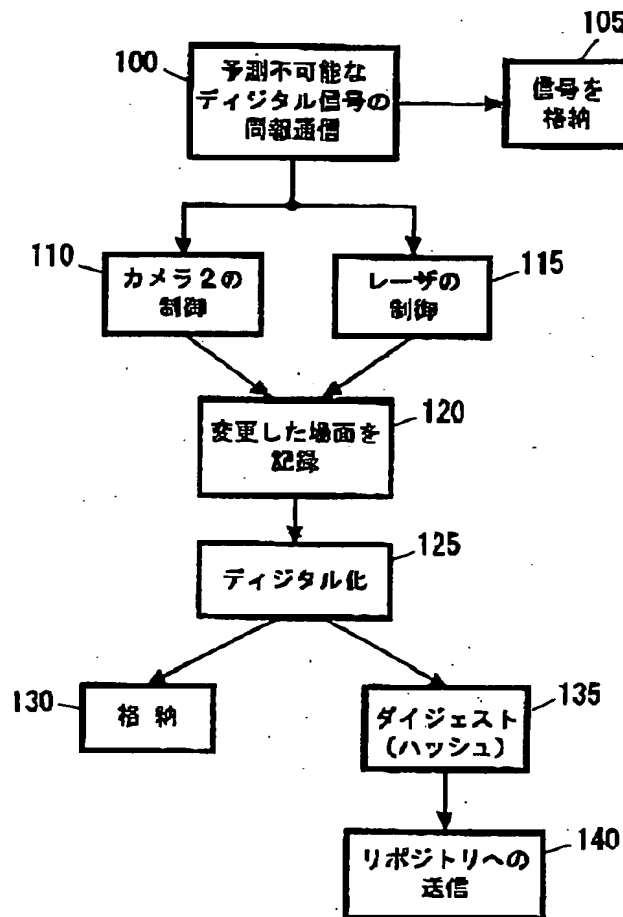 105
100
予測不可能な
ディジタル信号の
同報通信
信号を
格納
110
カメラ2の
制御
115
レーザの
制御
120
変更した場面を
記録
125
ディジタル化
130
格納
135
ダイジェスト
(ハッシュ)
140
リポジトリへの
送信